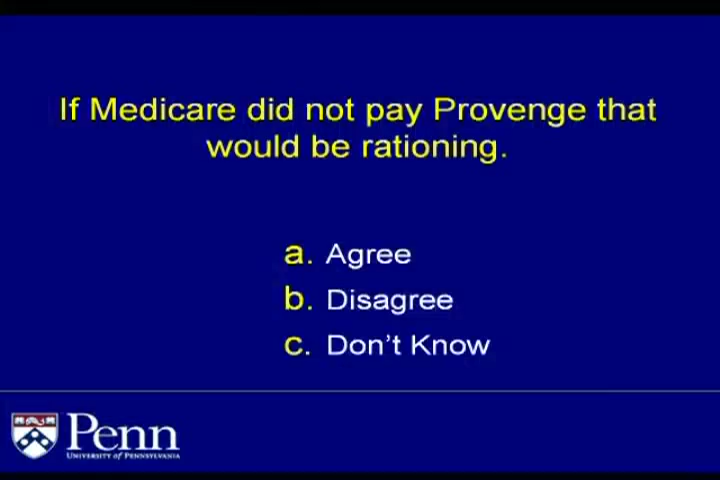 If Medicare did not pay Provenge that
would be rationing.
a. Agree
b. Disagree
c. Don't Know
Penn
UNIVERSITY of PENNSYLVANIA